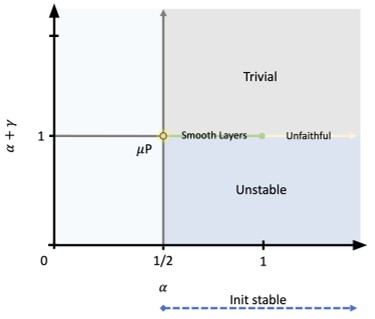 Trivial
α + γ
1
Smooth Layers
Unfaithful
μP
Unstable
0
1/2
1
α
Init stable